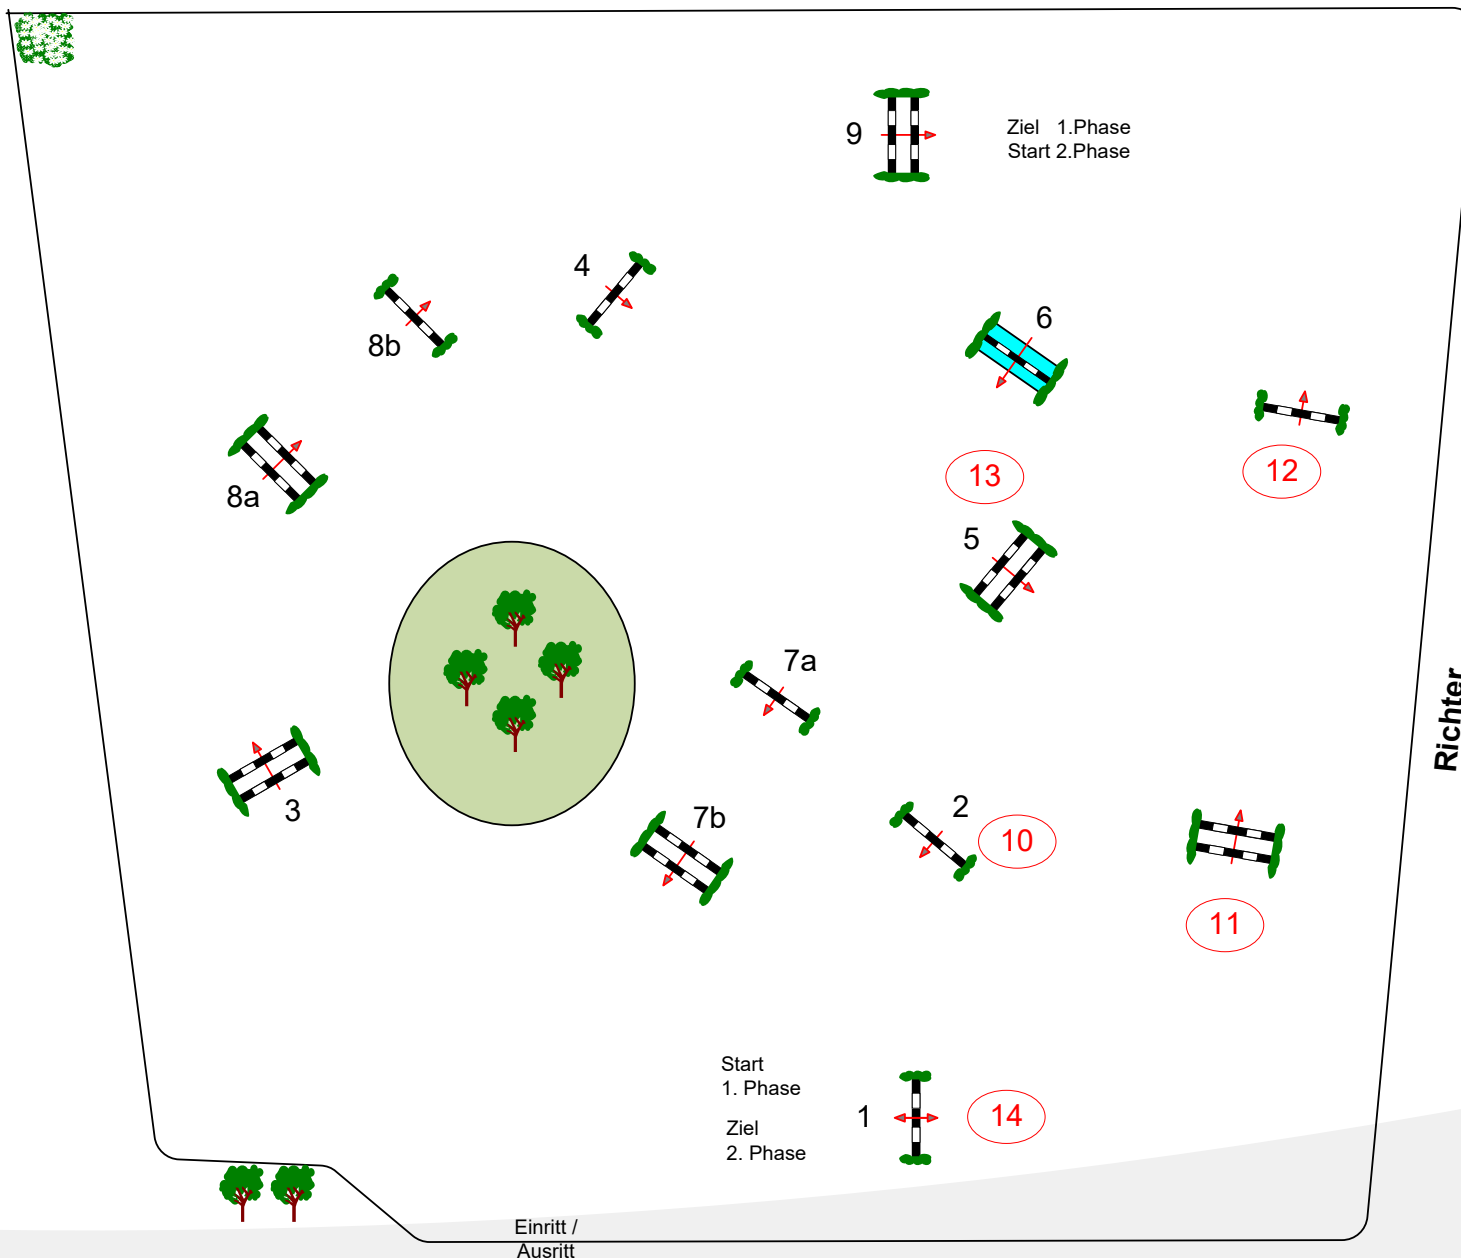 9
Ziel 1.Phase
Start 2.Phase
4
8b
6
12
13
8a
5
7a
Richter
3
7b
2
10
11
Start
1. Phase
1
14
Ziel
2. Phase
Einritt /
Ausritt